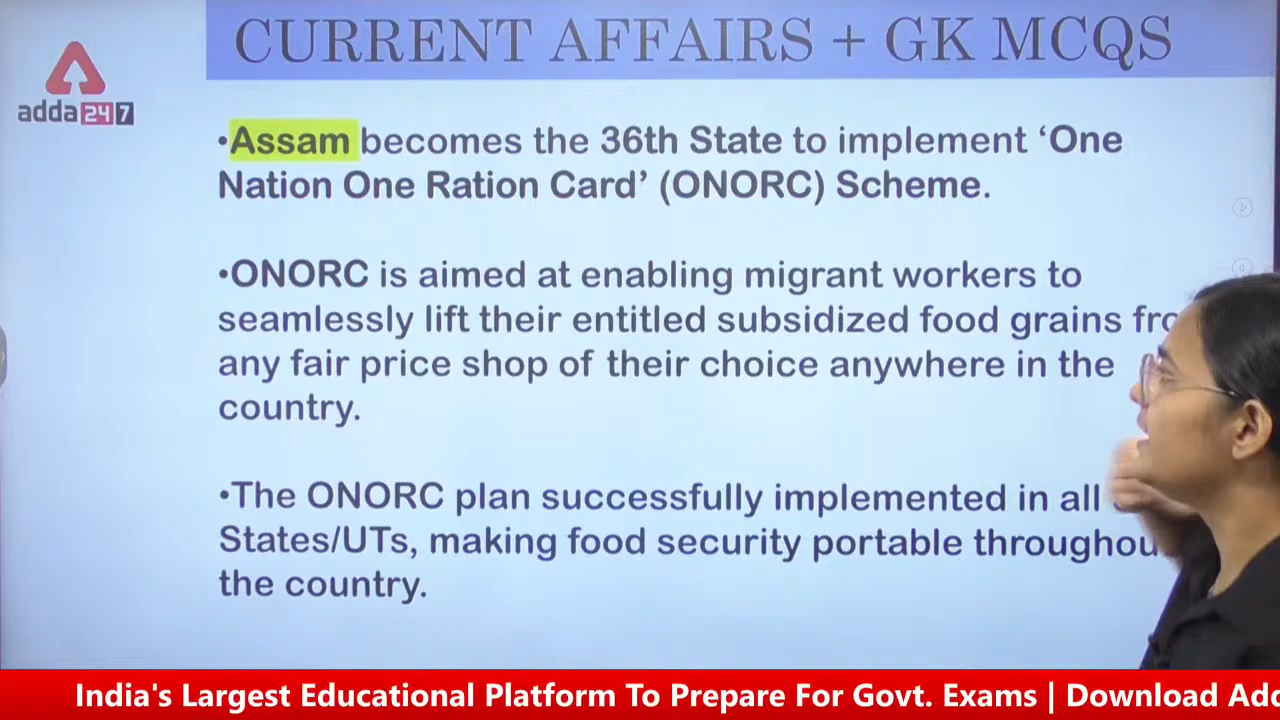 CURRENT AFFAIRS + GK MCQS
adda 24 7
•Assam becomes the 36th State to implement ‘One
Nation One Ration Card’ (ONORC) Scheme.
•ONORC is aimed at enabling migrant workers to
seamlessly lift their entitled subsidized food grains
any fair price shop of their choice anywhere in the
country.
•The ONORC plan successfully implemented in all
States/UTs, making food security portable
the country.
India's Largest Educational Platform To Prepare For Govt. Exams | Download